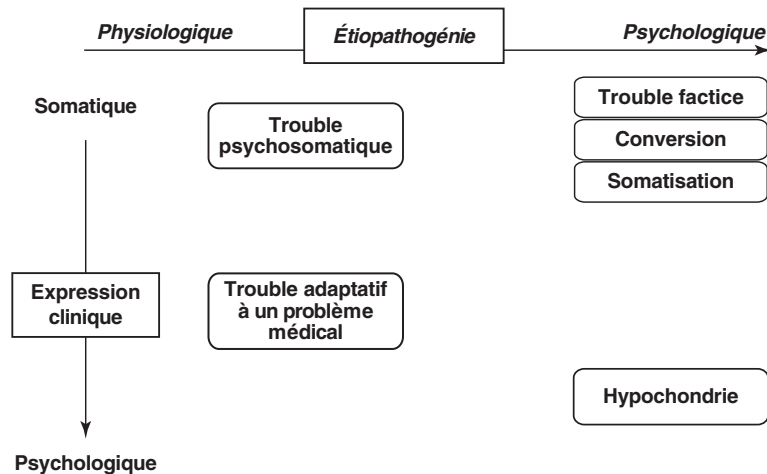 Physiologique
Étiopathogénie
Psychologique
Somatique
Trouble
psychosomatique
Trouble factice
Conversion
Somatisation
Expression
clinique
Trouble adaptatif
à un problème
médical
Hypochondrie
Psychologique